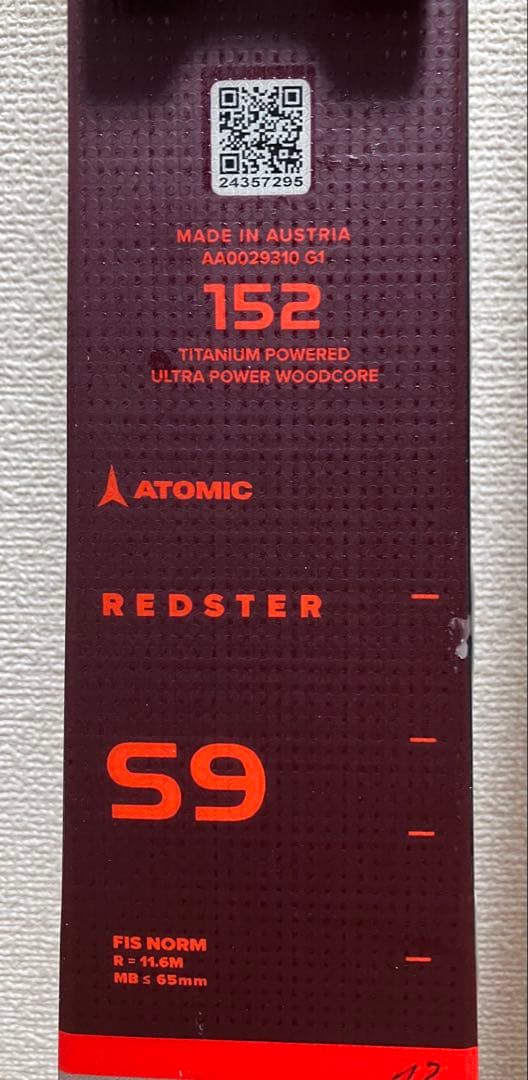 24357295
MADE IN AUSTRIA
AA0029310 G1
152
TITANIUM POWERED
ULTRA POWER WOODCORE
ATOMIC
REDSTER
S9
FIS NORM
R = 11.6M
MB ≤ 65mm